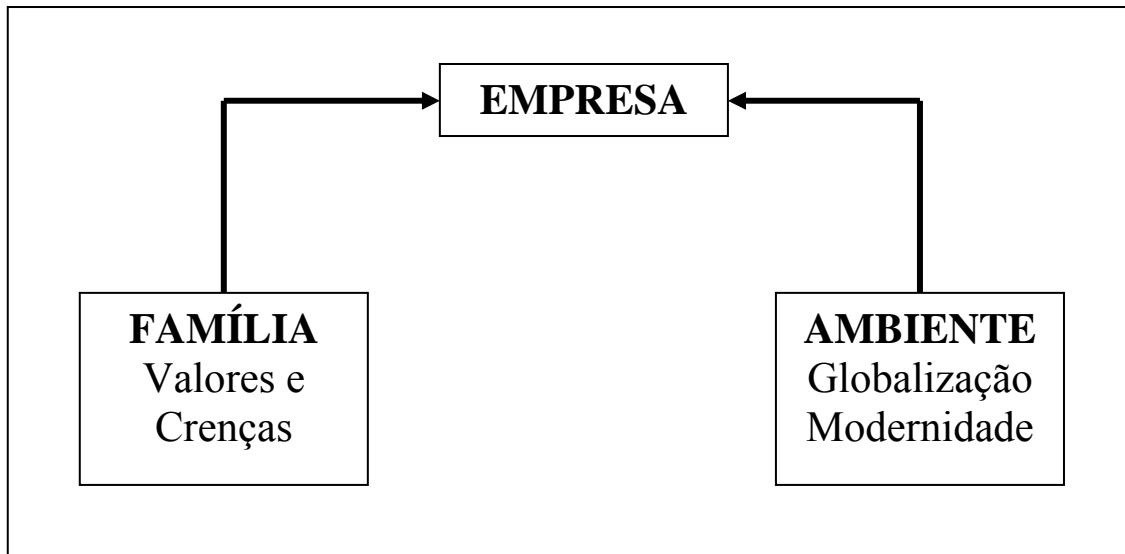 EMPRESA
FAMÍLIA
Valores e
Crenças
AMBIENTE
Globalização
Modernidade